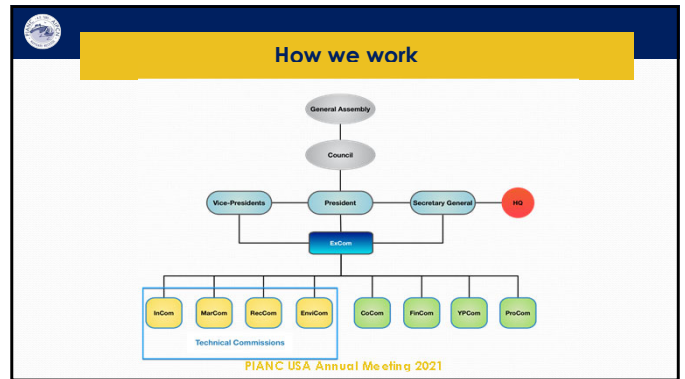 How we work
General Assembly
Council
Vice-Presidents
President
Secretary General
HG
ExCom
InCom
MarCom
RecCom
EnviCom
CoCom
FinCom
YPCom
ProCom
Technical Commissions
PIANC USA Annual Meeting 2021